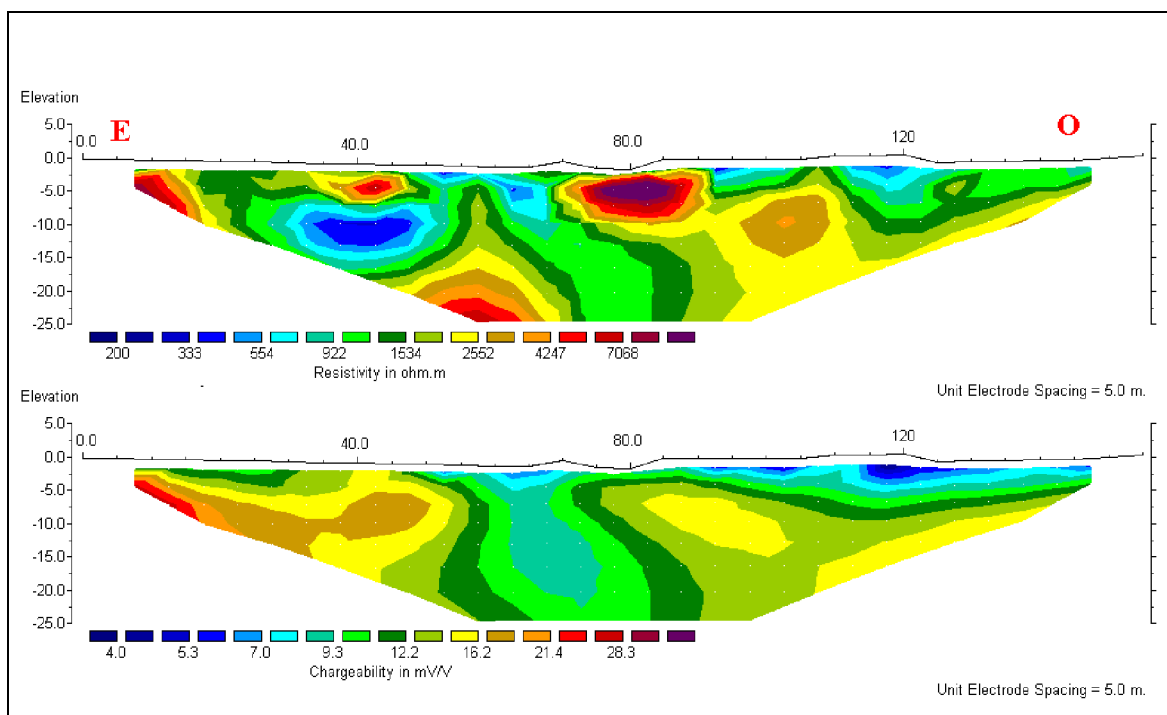 Elevation
E
O
0.0 40.0 80.0 120
5.0
0.0
-5.0
-10.0
-15.0
-20.0
-25.0
200 333 554 922 1534 2552 4247 7068
Resistivity in ohm.m
Unit Electrode Spacing = 5.0 m.
Elevation
0.0 40.0 80.0 120
5.0
0.0
-5.0
-10.0
-15.0
-20.0
-25.0
4.0 5.3 7.0 9.3 12.2 16.2 21.4 28.3
Chargeability in mV/V
Unit Electrode Spacing = 5.0 m.